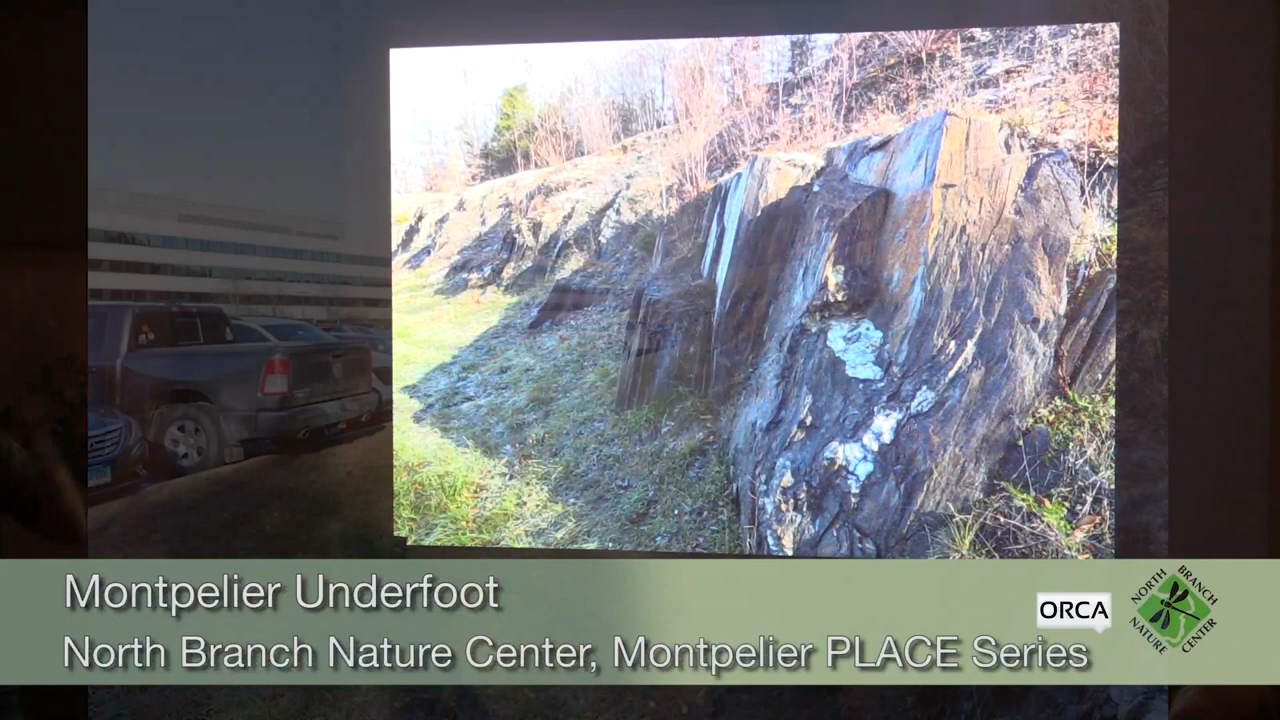 Montpelier Underfoot
North Branch Nature Center, Montpelier PLACE Series
ORCA
NORTH BRANCH
NATURE CENTER